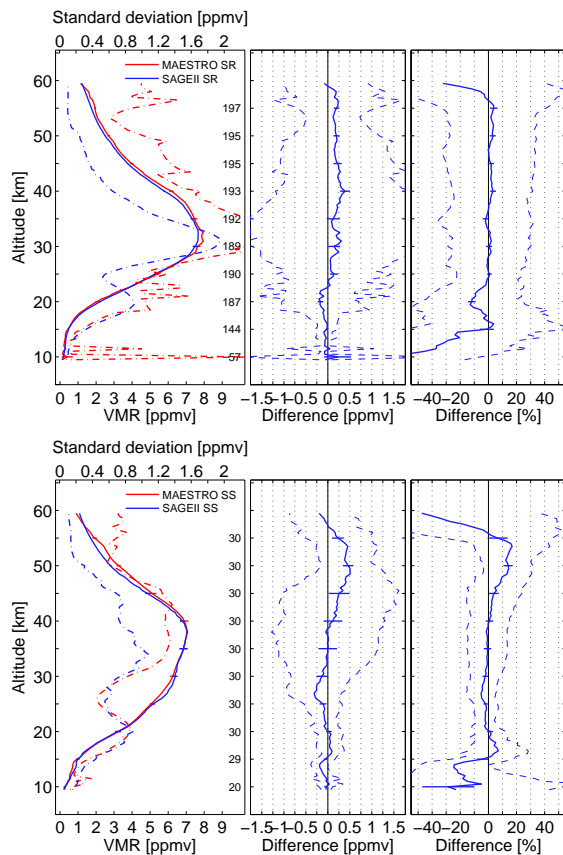 Standard deviation [ppmv]
0 0.4 0.8 1.2 1.6 2
MAESTRO SR
SAGEII SR
60
50
40
30
20
10
Altitude [km]
197
195
195
193
192
189
190
187
144
57
0 1 2 3 4 5 6 7 8 9
−1.5−1−0.5 0 0.5 1 1.5
−40−20 0 20 40
VMR [ppmv]
Difference [ppmv]
Difference [%]
Standard deviation [ppmv]
0 0.4 0.8 1.2 1.6 2
MAESTRO SS
SAGEII SS
60
50
40
30
20
10
Altitude [km]
30
30
30
30
30
30
30
30
29
20
0 1 2 3 4 5 6 7 8 9
−1.5−1−0.5 0 0.5 1 1.5
−40−20 0 20 40
VMR [ppmv]
Difference [ppmv]
Difference [%]